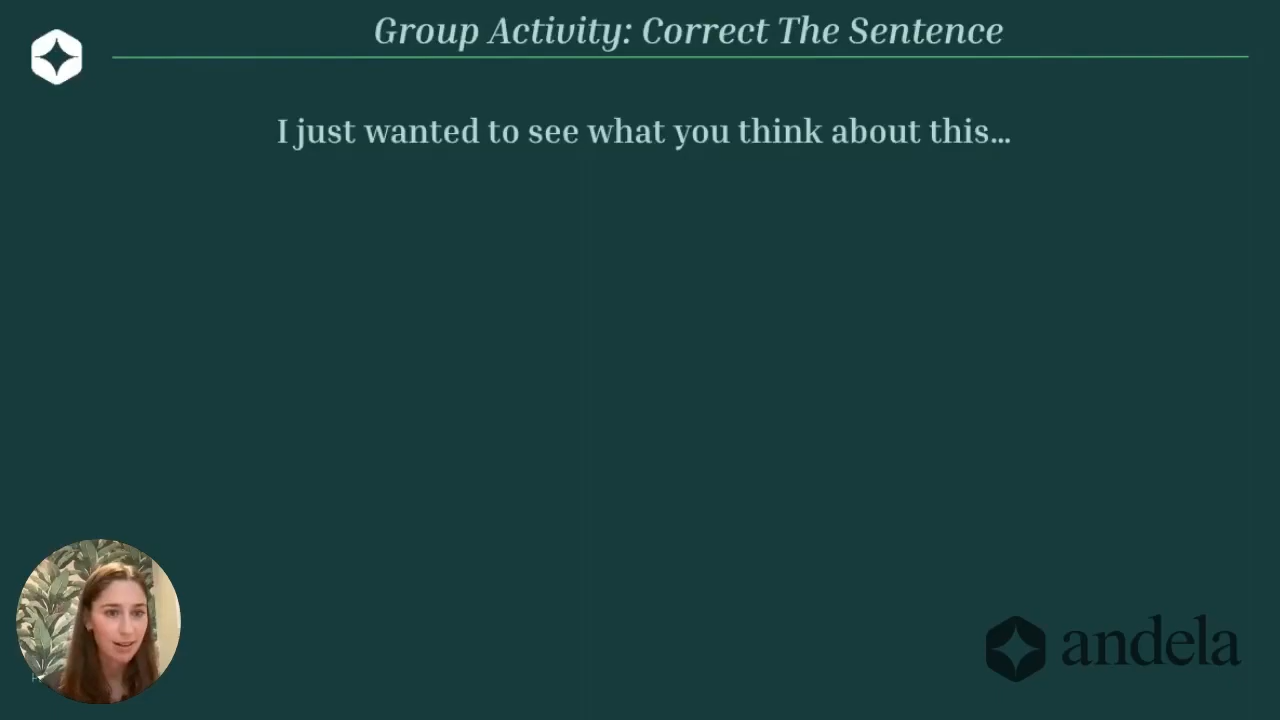 Group Activity: Correct The Sentence
I just wanted to see what you think about this...
andela